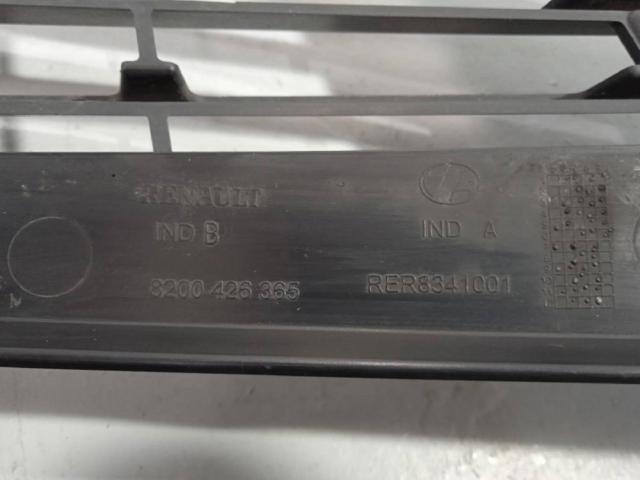 RENAULT
IND B
8200 426 365
IND A
RER8341001